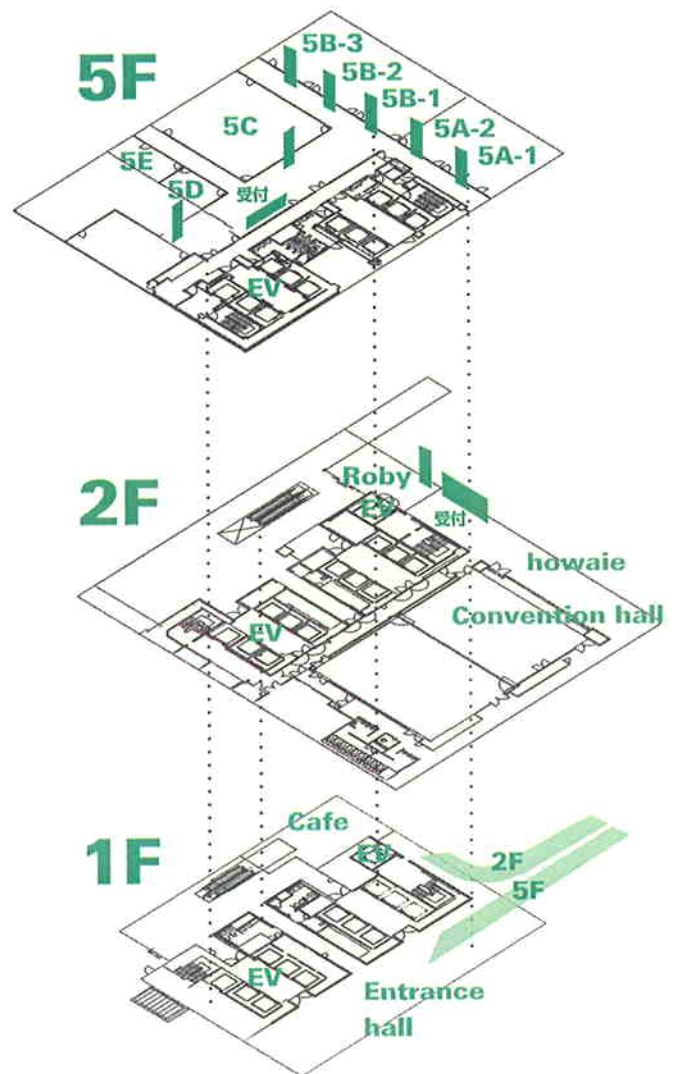 5F
5B-3
5B-2
5B-1
5A-2
5A-1
5C
5E
5D
受付
EV
2F
Roby
EV
受付
howaie
Convention hall
EV
1F
Cafe
EV
2F
5F
EV
Entrance
hall